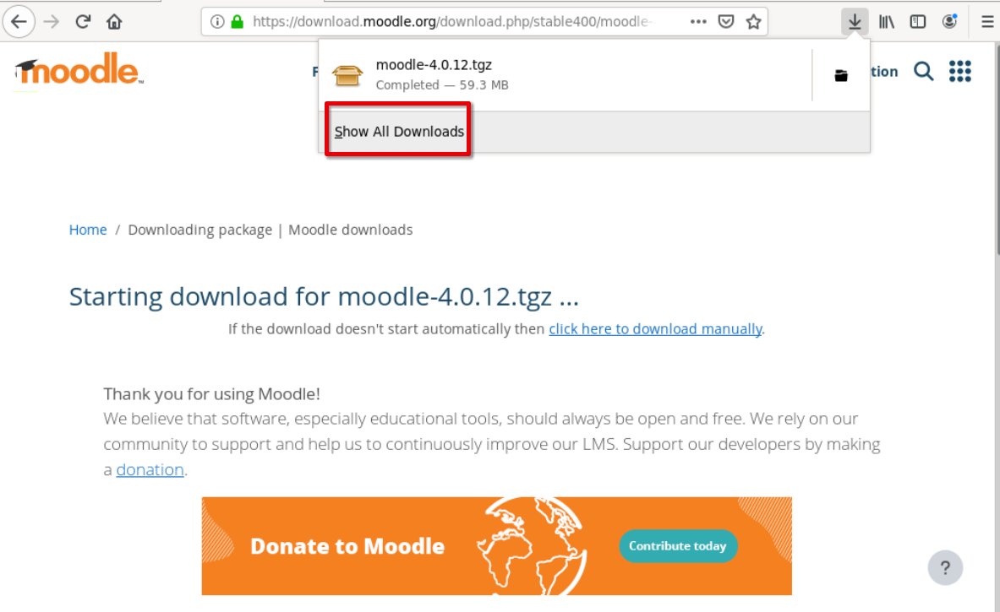 https://download.moodle.org/download.php/stable400/moodle-
moodle
moodle-4.0.12.tgz
Completed — 59.3 MB
tion
Show All Downloads
Home / Downloading package | Moodle downloads
Starting download for moodle-4.0.12.tgz ...
If the download doesn't start automatically then click here to download manually.
Thank you for using Moodle!
We believe that software, especially educational tools, should always be open and free. We rely on our
community to support and help us to continuously improve our LMS. Support our developers by making
a donation.
Donate to Moodle
Contribute today
?